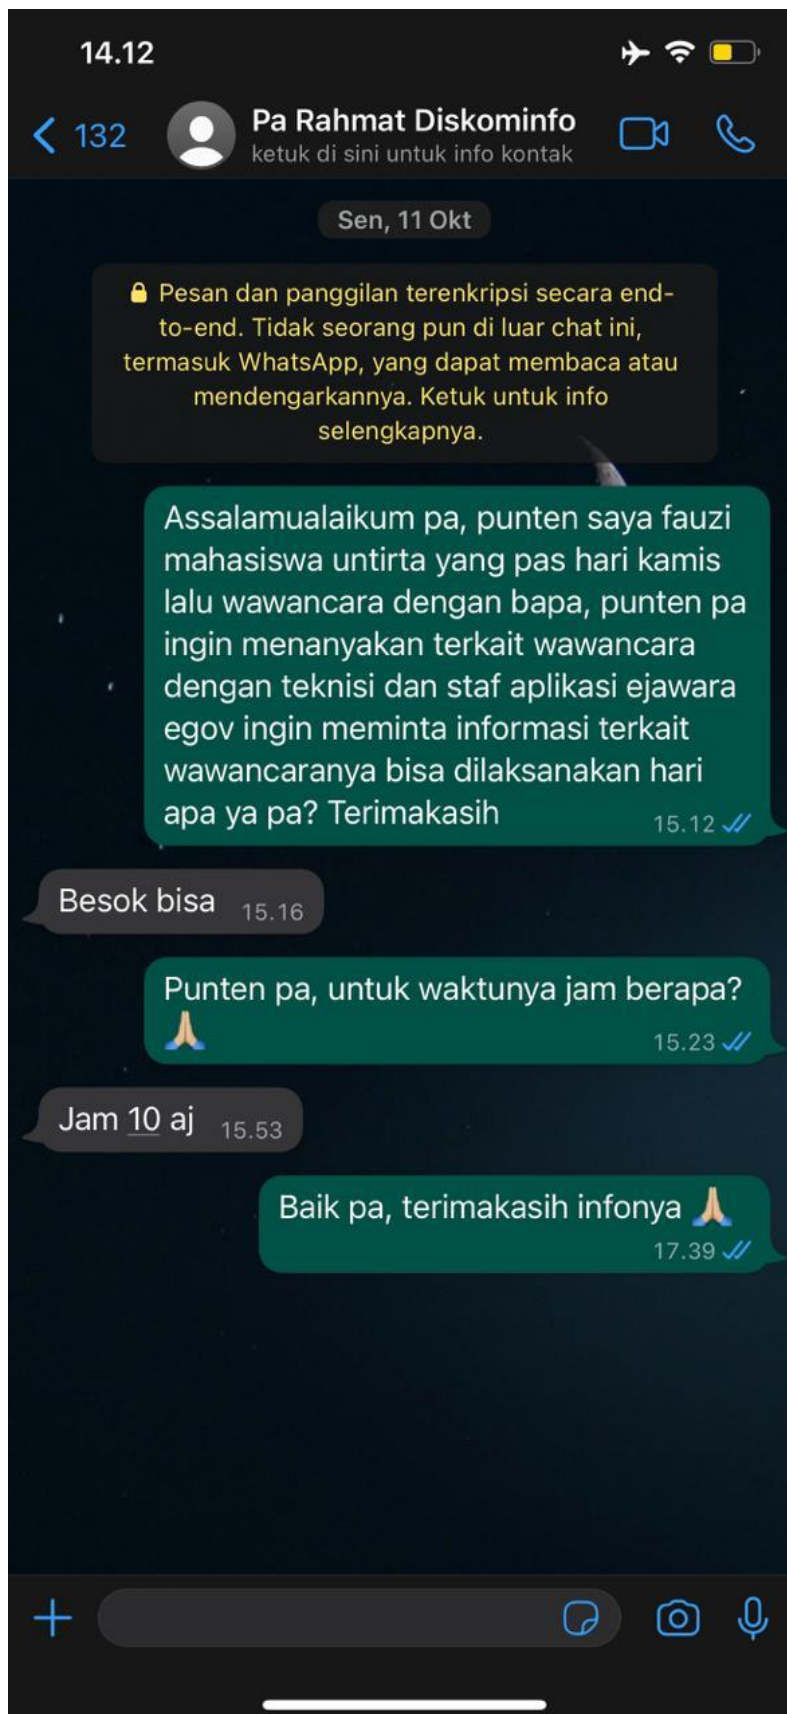 14.12
132
Pa Rahmat Diskominfo
ketuk di sini untuk info kontak
Sen, 11 Okt
Pesan dan panggilan terenkripsi secara end-
to-end. Tidak seorang pun di luar chat ini,
termasuk WhatsApp, yang dapat membaca atau
mendengarkannya. Ketuk untuk info
selengkapnya.
Assalamualaikum pa, punten saya fauzi
mahasiswa untirta yang pas hari kamis
lalu wawancara dengan bapa, punten pa
ingin menanyakan terkait wawancara
dengan teknisi dan staf aplikasi ejawara
egov ingin meminta informasi terkait
wawancaranya bisa dilaksanakan hari
apa ya pa? Terimakasih
15.12
Besok bisa
15.16
Punten pa, untuk waktunya jam berapa?
🙏🏼
15.23
Jam 10 aj
15.53
Baik pa, terimakasih infonya 🙏🏼
17.39